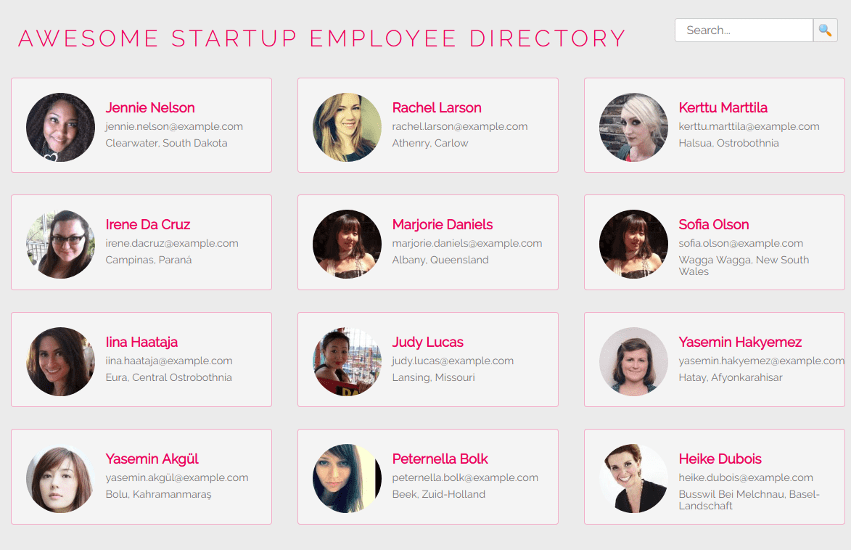 AWESOME STARTUP EMPLOYEE DIRECTORY
Search...
Jennie Nelson
jennie.nelson@example.com
Clearwater, South Dakota
Rachel Larson
rachel.larson@example.com
Athenry, Carlow
Kerttu Marttila
kerttu.marttila@example.com
Halsua, Ostrobothnia
Irene Da Cruz
irene.dacruz@example.com
Campinas, Paraná
Marjorie Daniels
marjorie.daniels@example.com
Albany, Queensland
Sofia Olson
sofia.olson@example.com
Wagga Wagga, New South
Wales
Iina Haataja
iina.haataja@example.com
Eura, Central Ostrobothnia
Judy Lucas
judy.lucas@example.com
Lansing, Missouri
Yasemin Hakyemez
yasemin.hakyemez@example.com
Hatay, Afyonkarahisar
Yasemin Akgül
yasemin.akgül@example.com
Bolu, Kahramanmaraş
Peternella Bolk
peternella.bolk@example.com
Beek, Zuid-Holland
Heike Dubois
heike.dubois@example.com
Busswil Bei Melchnau, Basel-
Landschaft